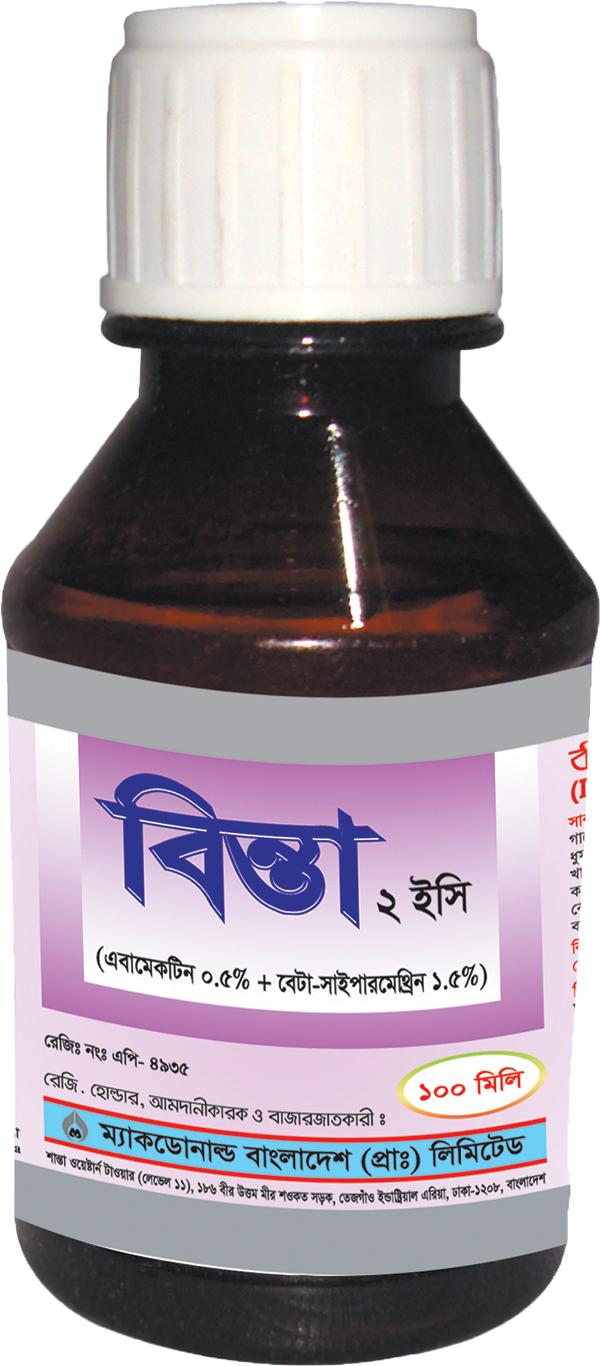 বিন্তা ২ ইসি
(এবামেকটিন ০.৫% + বেটা-সাইপারমেথ্রিন ১.৫%)
রেজিঃ নংঃ এপি- ৪৯৩৫
১০০ মিলি
রেজি. হোল্ডার, আমদানীকারক ও বাজারজাতকারী ঃ
ম্যাকডোনাল্ড বাংলাদেশ (প্রাঃ) লিমিটেড
শান্তা ওয়েষ্টার্ন টাওয়ার (লেভেল ১১), ১৮৬ বীর উত্তম মীর শওকত সড়ক, তেজগাঁও ইন্ডাষ্ট্রিয়াল এরিয়া, ঢাকা-১২০৮, বাংলাদেশ